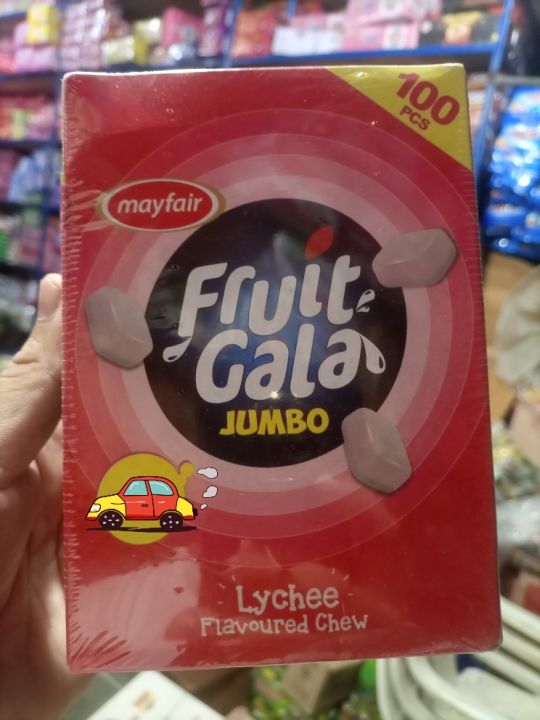 100
PCS
mayfair
Fruit
Gala
JUMBO
Lychee
Flavoured Chew